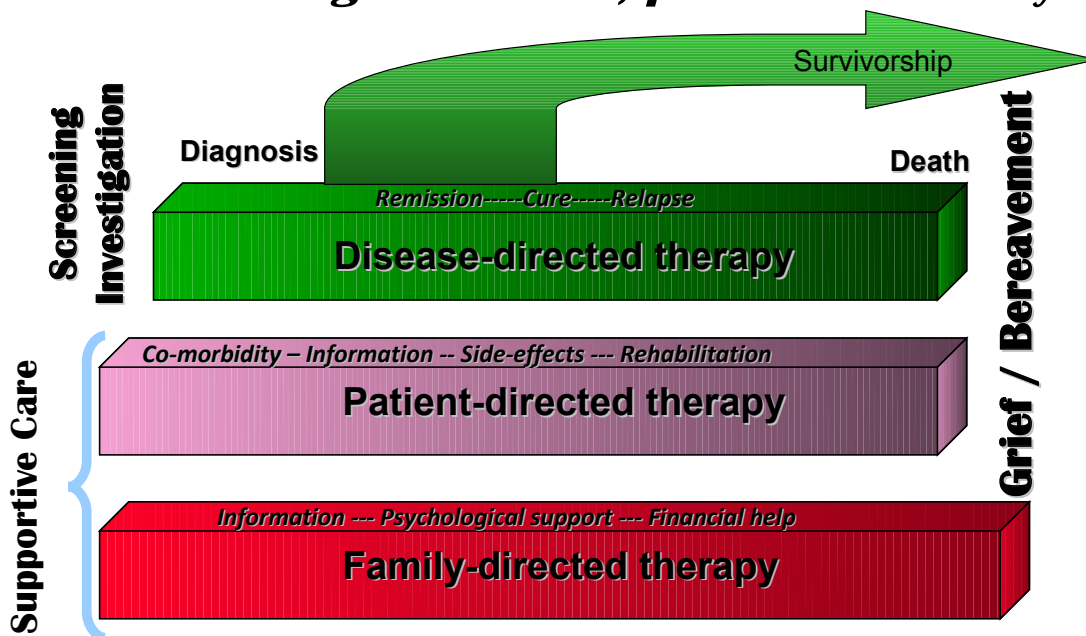 Survivorship
Screening
Investigation
Diagnosis
Death
Remission-----Cure-----Relapse
Disease-directed therapy
Grief / Bereavement
Supportive Care
Co-morbidity – Information -- Side-effects --- Rehabilitation
Patient-directed therapy
Information --- Psychological support --- Financial help
Family-directed therapy